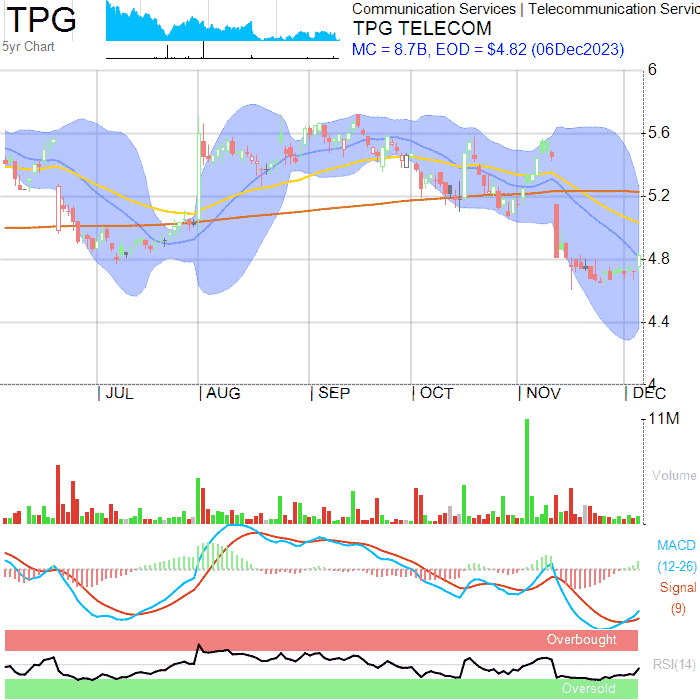 TPG
5yr Chart
Communication Services | Telecommunication Servic
TPG TELECOM
MC = 8.7B, EOD = $4.82 (06Dec2023)
6
5.6
5.2
4.8
4.4
4
JUL
AUG
SEP
OCT
NOV
DEC
11M
Volume
MACD
(12-26)
Signal
(9)
Overbought
RSI(14)
Oversold